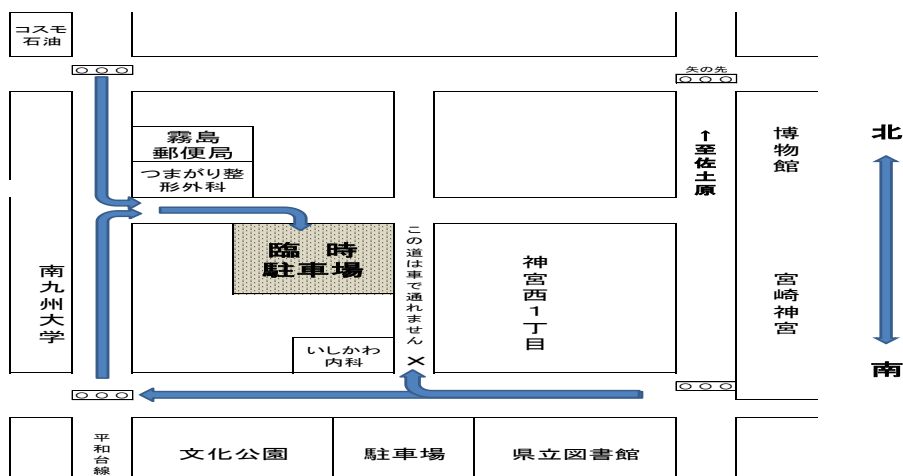 コスモ
石油
矢の先
霧島
郵便局
つまがり整
形外科
↑至佐土原
博物館
北
臨 時
駐車場
この道は車で通れません ×
南九州大学
神宮西1丁目
宮崎神宮
いしかわ
内科
南
平和台線
文化公園
駐車場
県立図書館